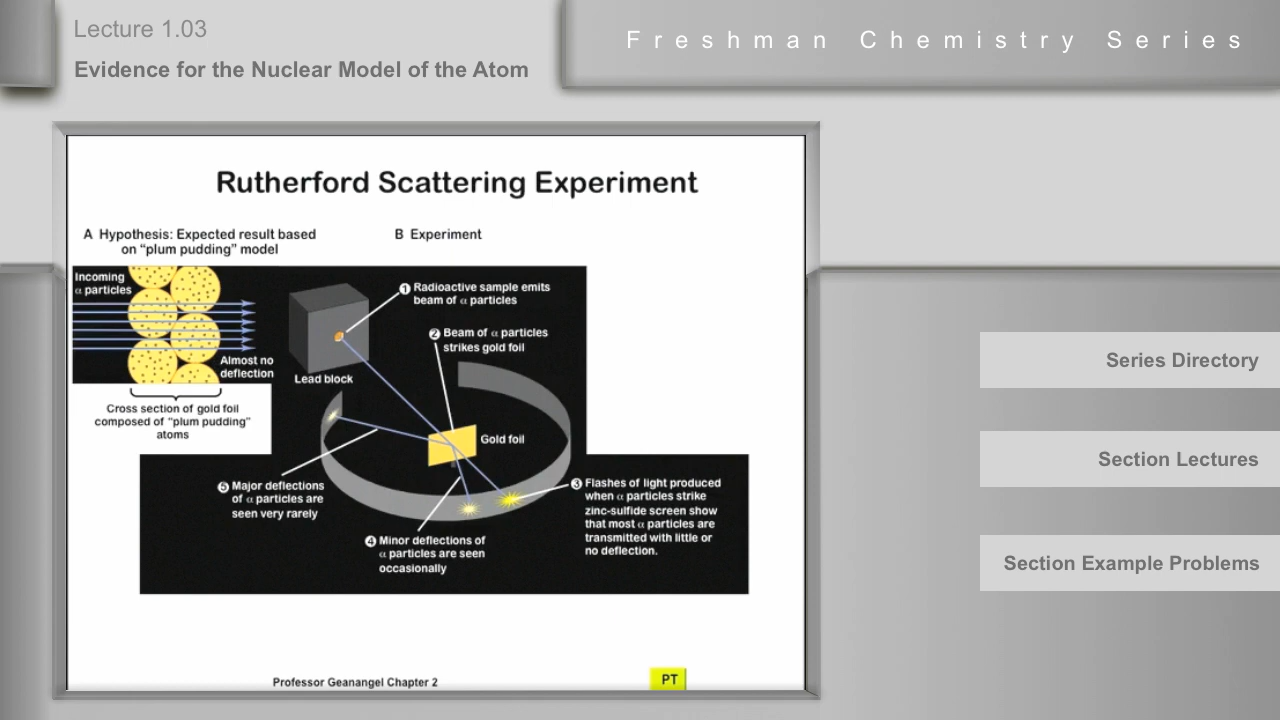 Lecture 1.03
Evidence for the Nuclear Model of the Atom
Freshman Chemistry Series
Rutherford Scattering Experiment
A Hypothesis: Expected result based
on “plum pudding” model
B Experiment
Incoming
α particles
Almost no
deflection
Cross section of gold foil
composed of “plum pudding”
atoms
Lead block
1 Radioactive sample emits
beam of α particles
2 Beam of α particles
strikes gold foil
Gold foil
3 Flashes of light produced
when α particles strike
zinc-sulfide screen show
that most α particles are
transmitted with little or
no deflection.
4 Minor deflections of
α particles are seen
occasionally
5 Major deflections
of α particles are
seen very rarely
Professor Geanangel Chapter 2
PT
Series Directory
Section Lectures
Section Example Problems